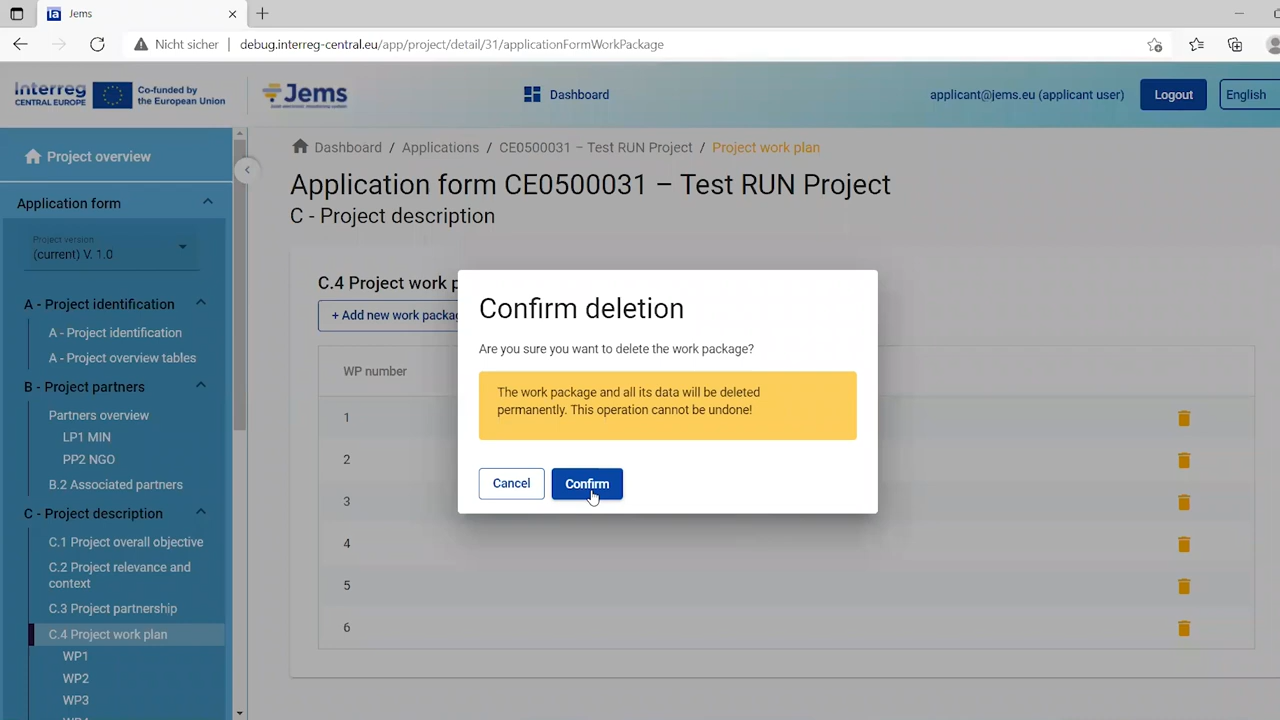 Jems
Nicht sicher
debug.interreg-central.eu/app/project/detail/31/applicationFormWorkPackage
Interreg
CENTRAL EUROPE
Co-funded by
the European Union
Jems
Dashboard
applicant@jems.eu (applicant user)
Logout
English
Project overview
Application form
Project version
(current) V. 1.0
A - Project identification
A - Project identification
A - Project overview tables
B - Project partners
Partners overview
LP1 MIN
PP2 NGO
B.2 Associated partners
C - Project description
C.1 Project overall objective
C.2 Project relevance and
context
C.3 Project partnership
C.4 Project work plan
WP1
WP2
WP3
Dashboard / Applications / CE0500031 – Test RUN Project / Project work plan
Application form CE0500031 – Test RUN Project
C - Project description
C.4 Project work p
+ Add new work packag
WP number
1
2
3
4
5
6
Confirm deletion
Are you sure you want to delete the work package?
The work package and all its data will be deleted
permanently. This operation cannot be undone!
Cancel
Confirm